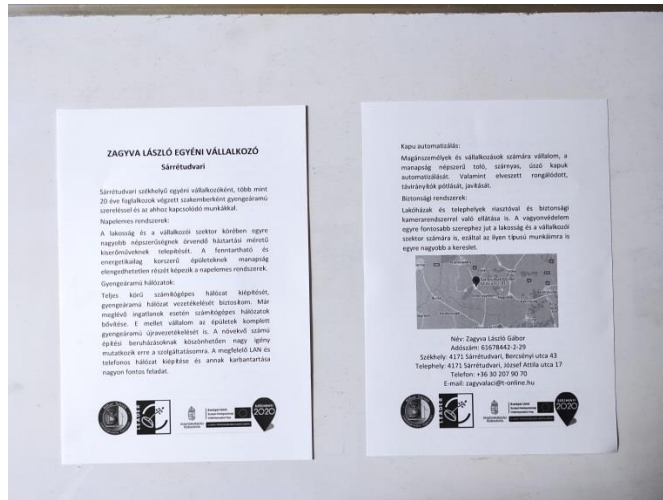 ZAGYVA LÁSZLÓ EGYÉNI VÁLLALKOZÓ
Sárrétudvari
Sárrétudvari székhelyű egyéni vállalkozóként, több mint
20 éve foglalkozok végzett szakemberként gyengeáramú
szereléssel és az ahhoz kapcsolódó munkákkal.
Napelemes rendszerek:
A lakosság és a vállalkozói szektor körében egyre
nagyobb népszerűségnek örvendő háztartási méretű
kiserőműveknek telepítését. A fenntartható és
energetikailag korszerű épületeknek manapság
elengedhetetlen részét képezik a napelemes rendszerek.
Gyengeáramú hálózatok:
Teljes körű számítógépes hálózat kiépítését,
gyengeáramú hálózat vezetékelését biztosítom. Már
meglévő ingatlanok esetén számítógépes hálózatok
bővítése. E mellet vállalom az épületek komplett
gyengeáramú újravezetékelését is. A növekvő számú
építési beruházásoknak köszönhetően nagy igény
mutatkozik erre a szolgáltatásomra. A megfelelő LAN és
telefonos hálózat kiépítése és annak karbantartása
nagyon fontos feladat.
LEADER
SZÉCHENYI
2020
Kapu automatizálás:
Magánszemélyek és vállalkozások számára vállalom, a
manapság népszerű toló, szárnyas, úszó kapuk
automatizálását. Valamint elveszett rongálódott,
távirányítók pótlását, javítását.
Biztonsági rendszerek:
Lakóházak és telephelyek riasztóval és biztonsági
kamerarendszerrel való ellátása is. A vagyonvédelem
egyre fontosabb szerephez jut a lakosság és a vállalkozói
szektor számára is, ezáltal az ilyen típusú munkáimra is
egyre nagyobb a kereslet.
Név: Zagyva László Gábor
Adószám: 61678442-2-29
Székhely: 4171 Sárrétudvari, Bercsényi utca 43
Telephely: 4171 Sárrétudvari, József Attila utca 17
Telefon: +36 30 207 90 70
E-mail: zagyvalaci@t-online.hu
LEADER
SZÉCHENYI
2020